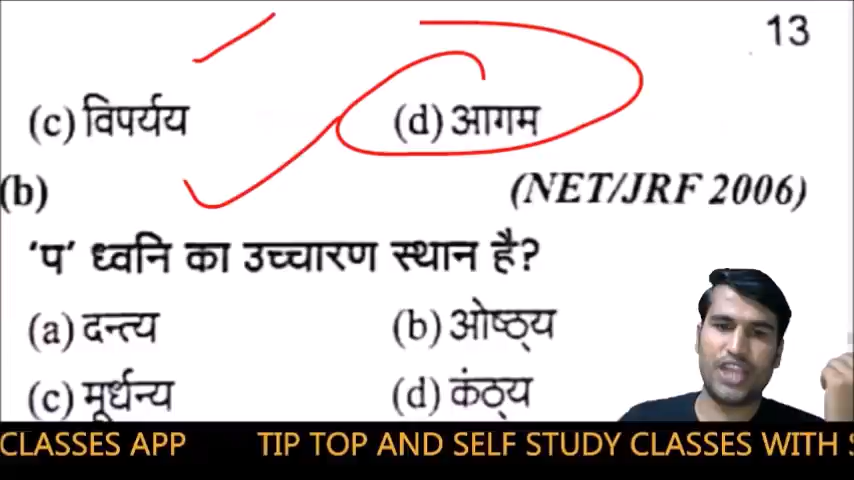 13
(c) विपर्यय (d) आगम
(b) (NET/JRF 2006)
'प' ध्वनि का उच्चारण स्थान है?
(a) दन्त्य (b) ओष्ठ्य
(c) मूर्धन्य (d) कंठ्य
CLASSES APP TIP TOP AND SELF STUDY CLASSES WITH S